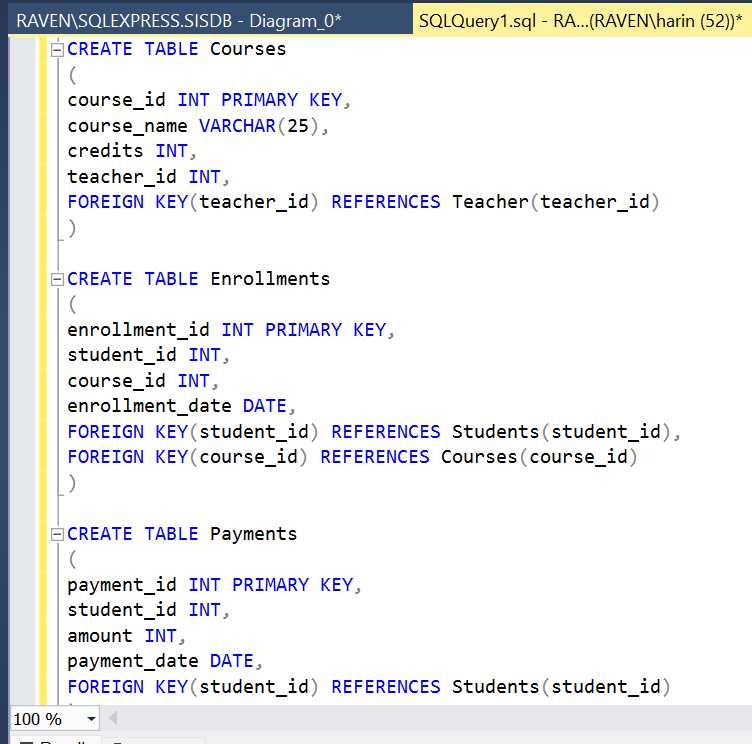 RAVEN\SQLEXPRESS.SISDB - Diagram_0*
SQLQuery1.sql - RA...(RAVEN\harin (52))*
CREATE TABLE Courses
(
course_id INT PRIMARY KEY,
course_name VARCHAR(25),
credits INT,
teacher_id INT,
FOREIGN KEY(teacher_id) REFERENCES Teacher(teacher_id)
)
CREATE TABLE Enrollments
(
enrollment_id INT PRIMARY KEY,
student_id INT,
course_id INT,
enrollment_date DATE,
FOREIGN KEY(student_id) REFERENCES Students(student_id),
FOREIGN KEY(course_id) REFERENCES Courses(course_id)
)
CREATE TABLE Payments
(
payment_id INT PRIMARY KEY,
student_id INT,
amount INT,
payment_date DATE,
FOREIGN KEY(student_id) REFERENCES Students(student_id)
100 %